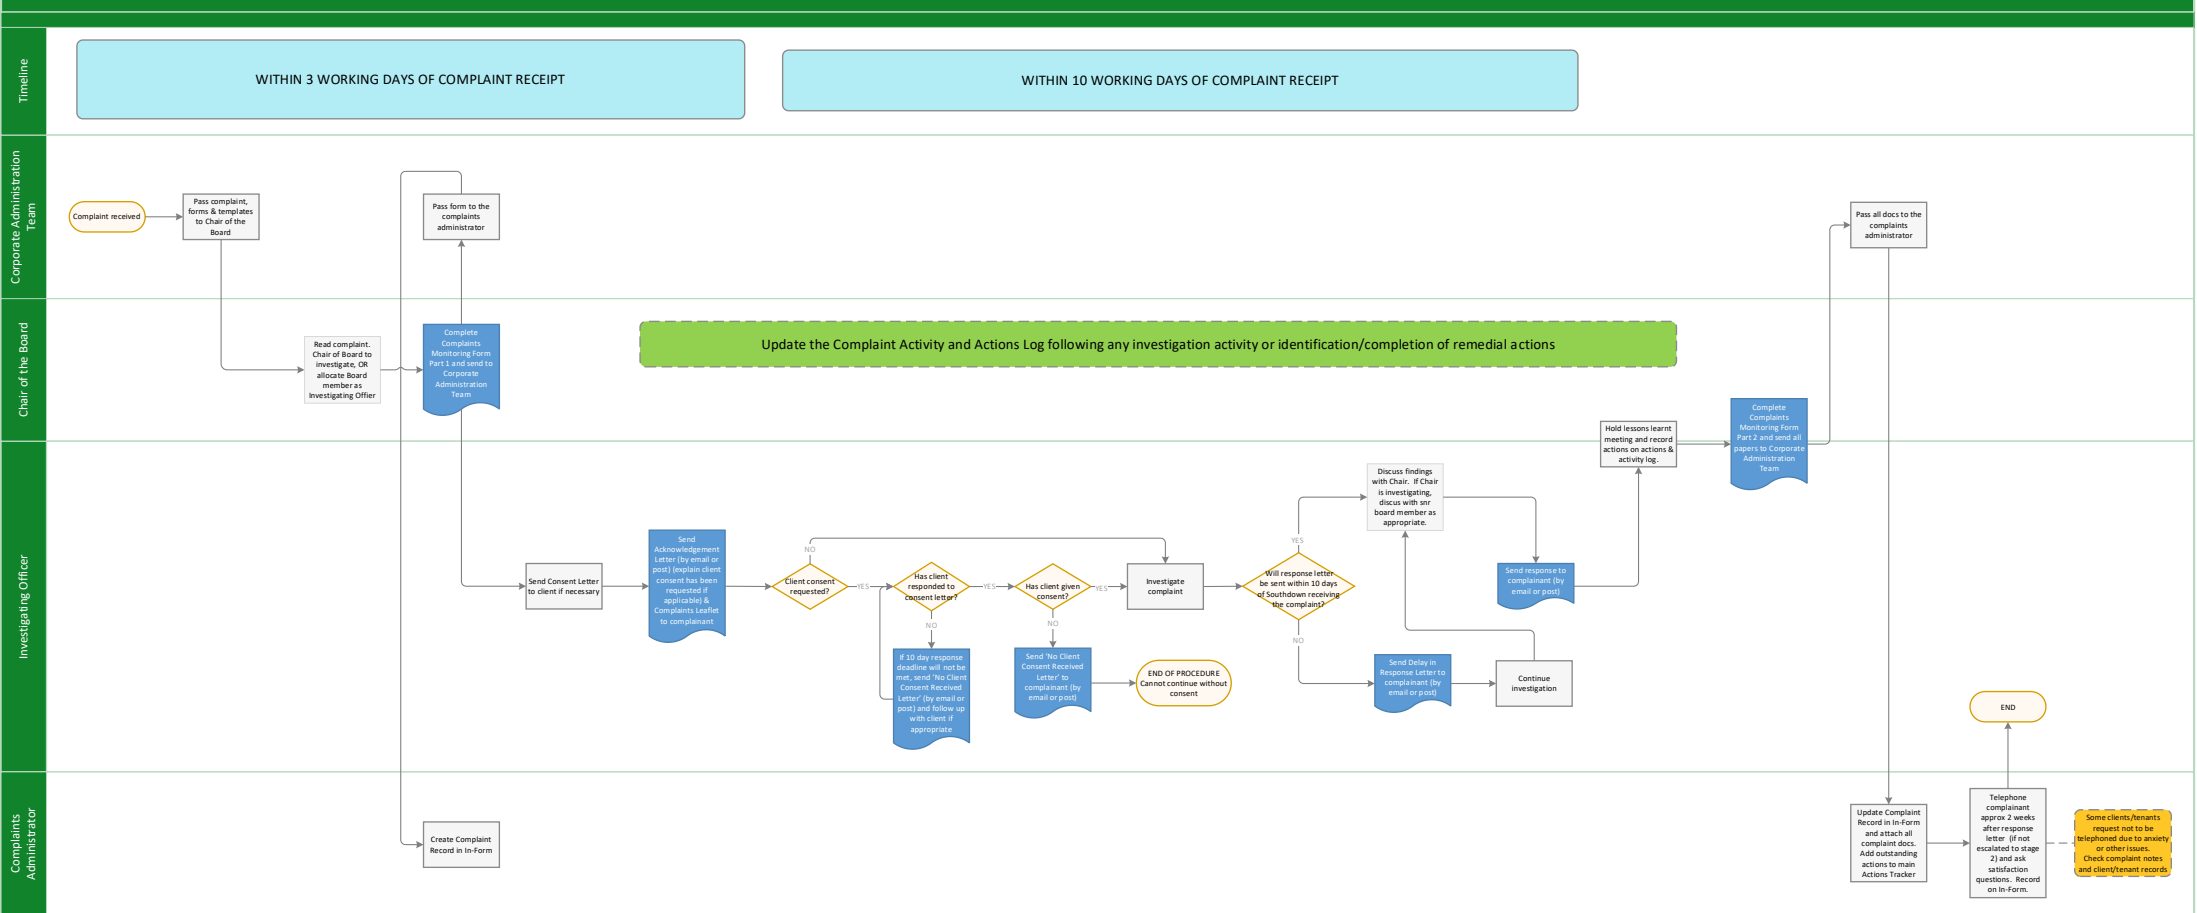 Timeline
WITHIN 3 WORKING DAYS OF COMPLAINT RECEIPT
WITHIN 10 WORKING DAYS OF COMPLAINT RECEIPT
Corporate Administration
Team
Complaint received
Pass complaint,
forms & templates
to Chair of the
Board
Pass form to the
complaints
administrator
Pass all docs to the
complaints
administrator
Chair of the Board
Read complaint.
Chair of Board to
investigate, OR
allocate Board
member as
Investigating Offier
Complete
Complaints
Monitoring Form
Part 1 and send to
Corporate
Administration
Team
Update the Complaint Activity and Actions Log following any investigation activity or identification/completion of remedial actions
Hold lessons learnt
meeting and record
actions on actions &
activity log.
Complete
Complaints
Monitoring Form
Part 2 and send all
papers to Corporate
Administration
Team
Investigating Officer
Send Consent Letter
to client if necessary
Send
Acknowledgement
Letter (by email or
post) (explain client
consent has been
requested if
applicable) &
Complaints Leaflet
to complainant
Client consent
requested?
NO
YES
Has client
responded to
consent letter?
YES
NO
If 10 day response
deadline will not be
met, send 'No Client
Consent Received
Letter' (by email or
post) and follow up
with client if
appropriate
Has client given
consent?
YES
NO
Send 'No Client
Consent Received
Letter' to
complainant (by
email or post)
END OF PROCEDURE
Cannot continue without
consent
Investigate
complaint
Will response letter
be sent within 10 days
of Southdown receiving
the complaint?
YES
NO
Discuss findings
with Chair. If Chair
is investigating,
discus with snr
board member as
appropriate.
Send response to
complainant (by
email or post)
Send Delay in
Response Letter to
complainant (by
email or post)
Continue
investigation
END
Complaints
Administrator
Create Complaint
Record in In-Form
Update Complaint
Record in In-Form
and attach all
complaint docs.
Add outstanding
actions to main
Actions Tracker
Telephone
complainant
approx 2 weeks
after response
letter (if not
escalated to stage
2) and ask
satisfaction
questions. Record
on In-Form.
Some clients/tenants
request not to be
telephoned due to anxiety
or other issues.
Check complaint notes
and client/tenant records